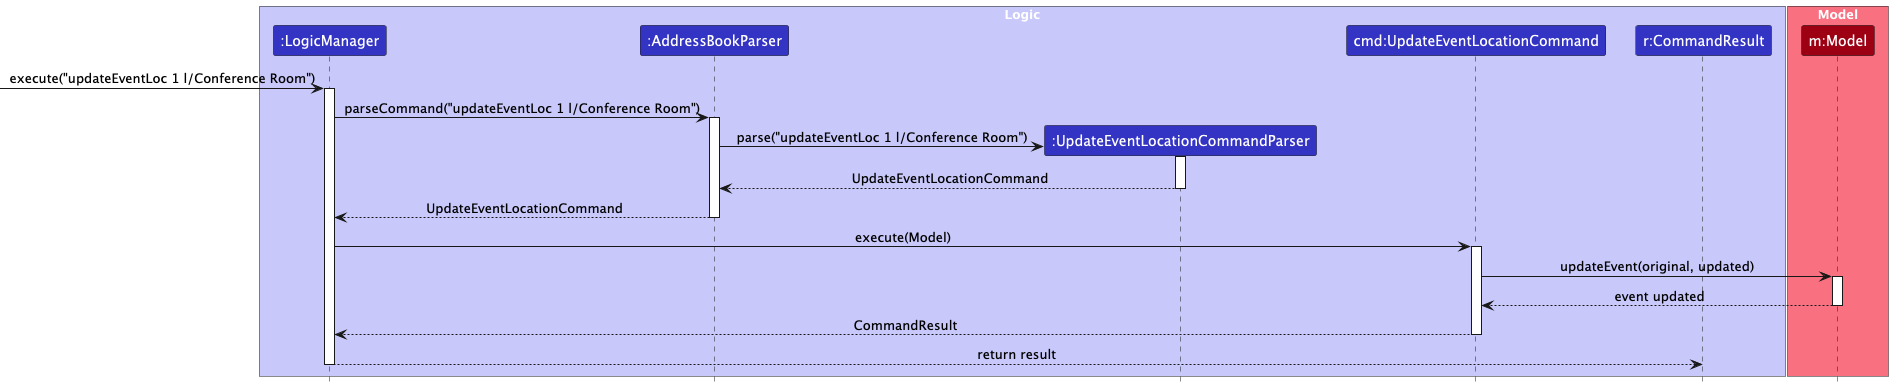 Logic
Model
:LogicManager
:AddressBookParser
cmd:UpdateEventLocationCommand
r:CommandResult
m:Model
execute("updateEventLoc 1 l/Conference Room")
parseCommand("updateEventLoc 1 l/Conference Room")
parse("updateEventLoc 1 l/Conference Room")
:UpdateEventLocationCommandParser
UpdateEventLocationCommand
UpdateEventLocationCommand
execute(Model)
updateEvent(original, updated)
event updated
CommandResult
return result